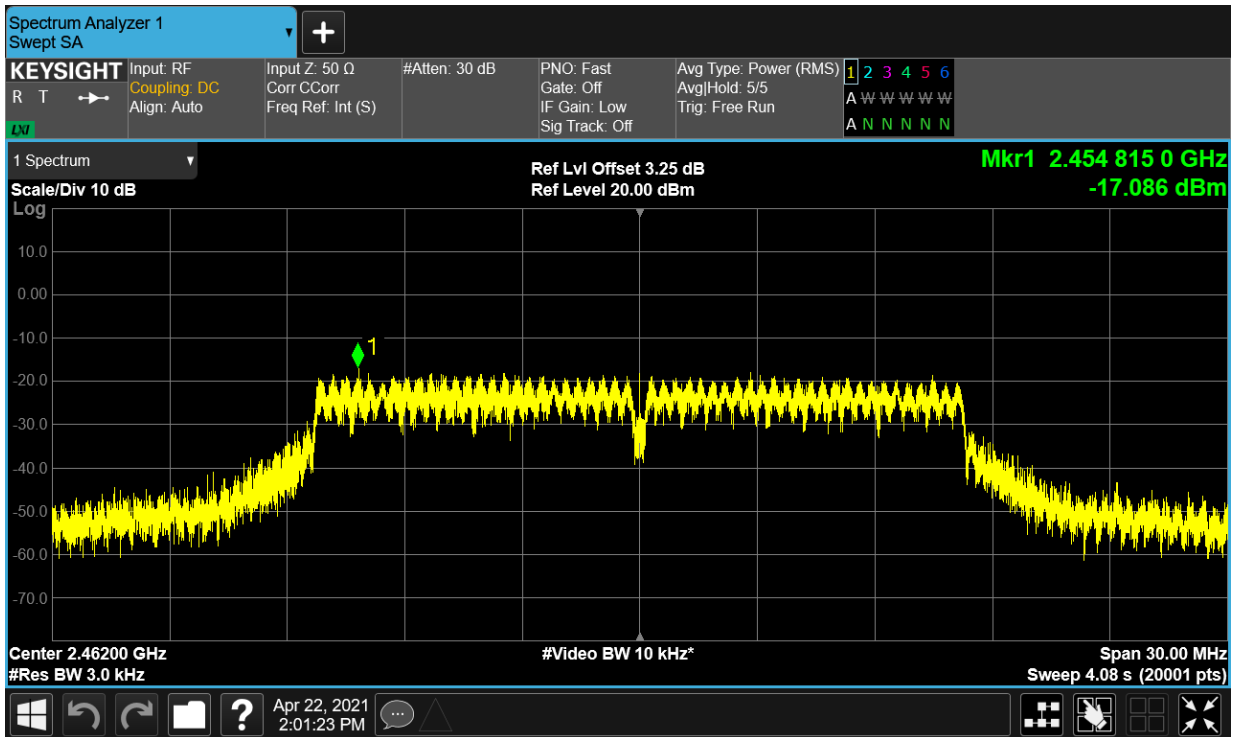 Spectrum Analyzer 1
Swept SA
KEYSIGHT
R T
LXI
Input: RF
Coupling: DC
Align: Auto
Input Z: 50 Ω
Corr CCorr
Freq Ref: Int (S)
#Atten: 30 dB
PNO: Fast
Gate: Off
IF Gain: Low
Sig Track: Off
Avg Type: Power (RMS)
Avg|Hold: 5/5
Trig: Free Run
1 2 3 4 5 6
A W W W W W
A N N N N N
1 Spectrum
Scale/Div 10 dB
Log
Ref Lvl Offset 3.25 dB
Ref Level 20.00 dBm
Mkr1 2.454 815 0 GHz
-17.086 dBm
10.0
0.00
-10.0
1
-20.0
-30.0
-40.0
-50.0
-60.0
-70.0
Center 2.46200 GHz
#Res BW 3.0 kHz
#Video BW 10 kHz*
Span 30.00 MHz
Sweep 4.08 s (20001 pts)
?
Apr 22, 2021
2:01:23 PM